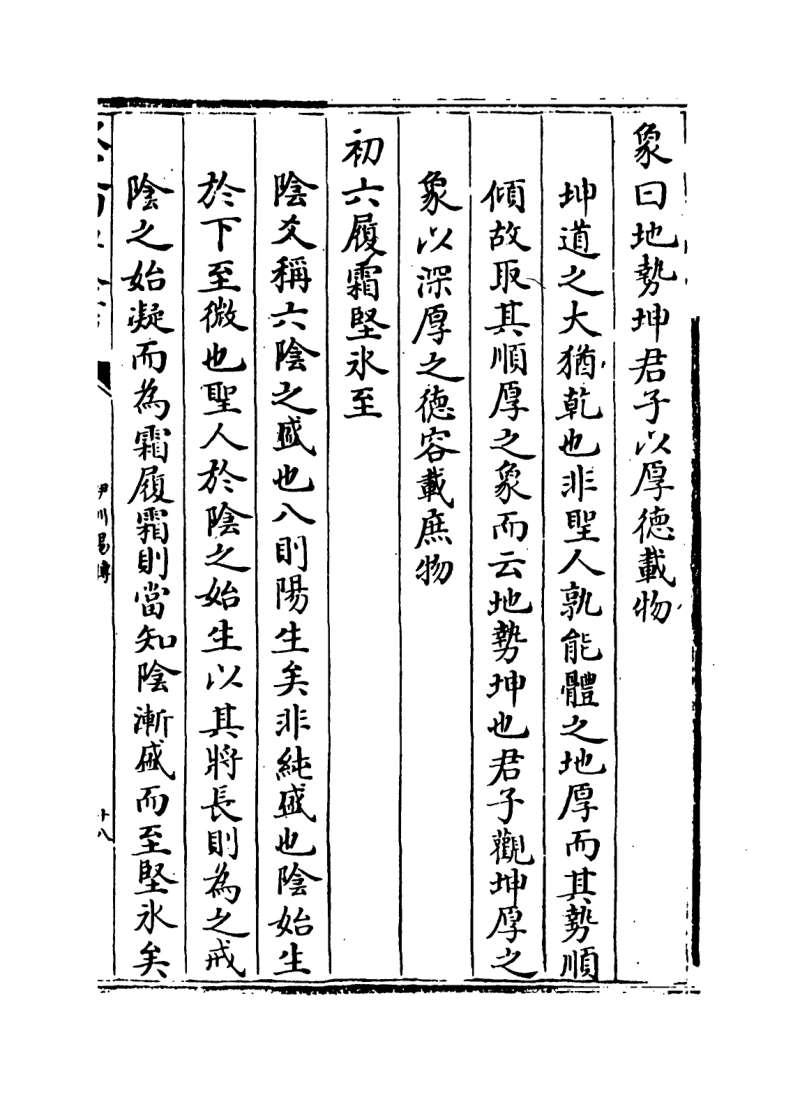 象曰地勢坤君子以厚德載物
坤道之大猶乾也非聖人孰能體之地厚而其勢順
傾故取其順厚之象而云地勢坤也君子觀坤厚之
象以深厚之德容載庶物
初六履霜堅氷至
陰爻稱六陰之盛也八則陽生矣非純盛也陰始生
於下至微也聖人於陰之始生以其將長則為之戒
陰之始凝而為霜履霜則當知陰漸盛而至堅氷矣
伊川易傳
十八